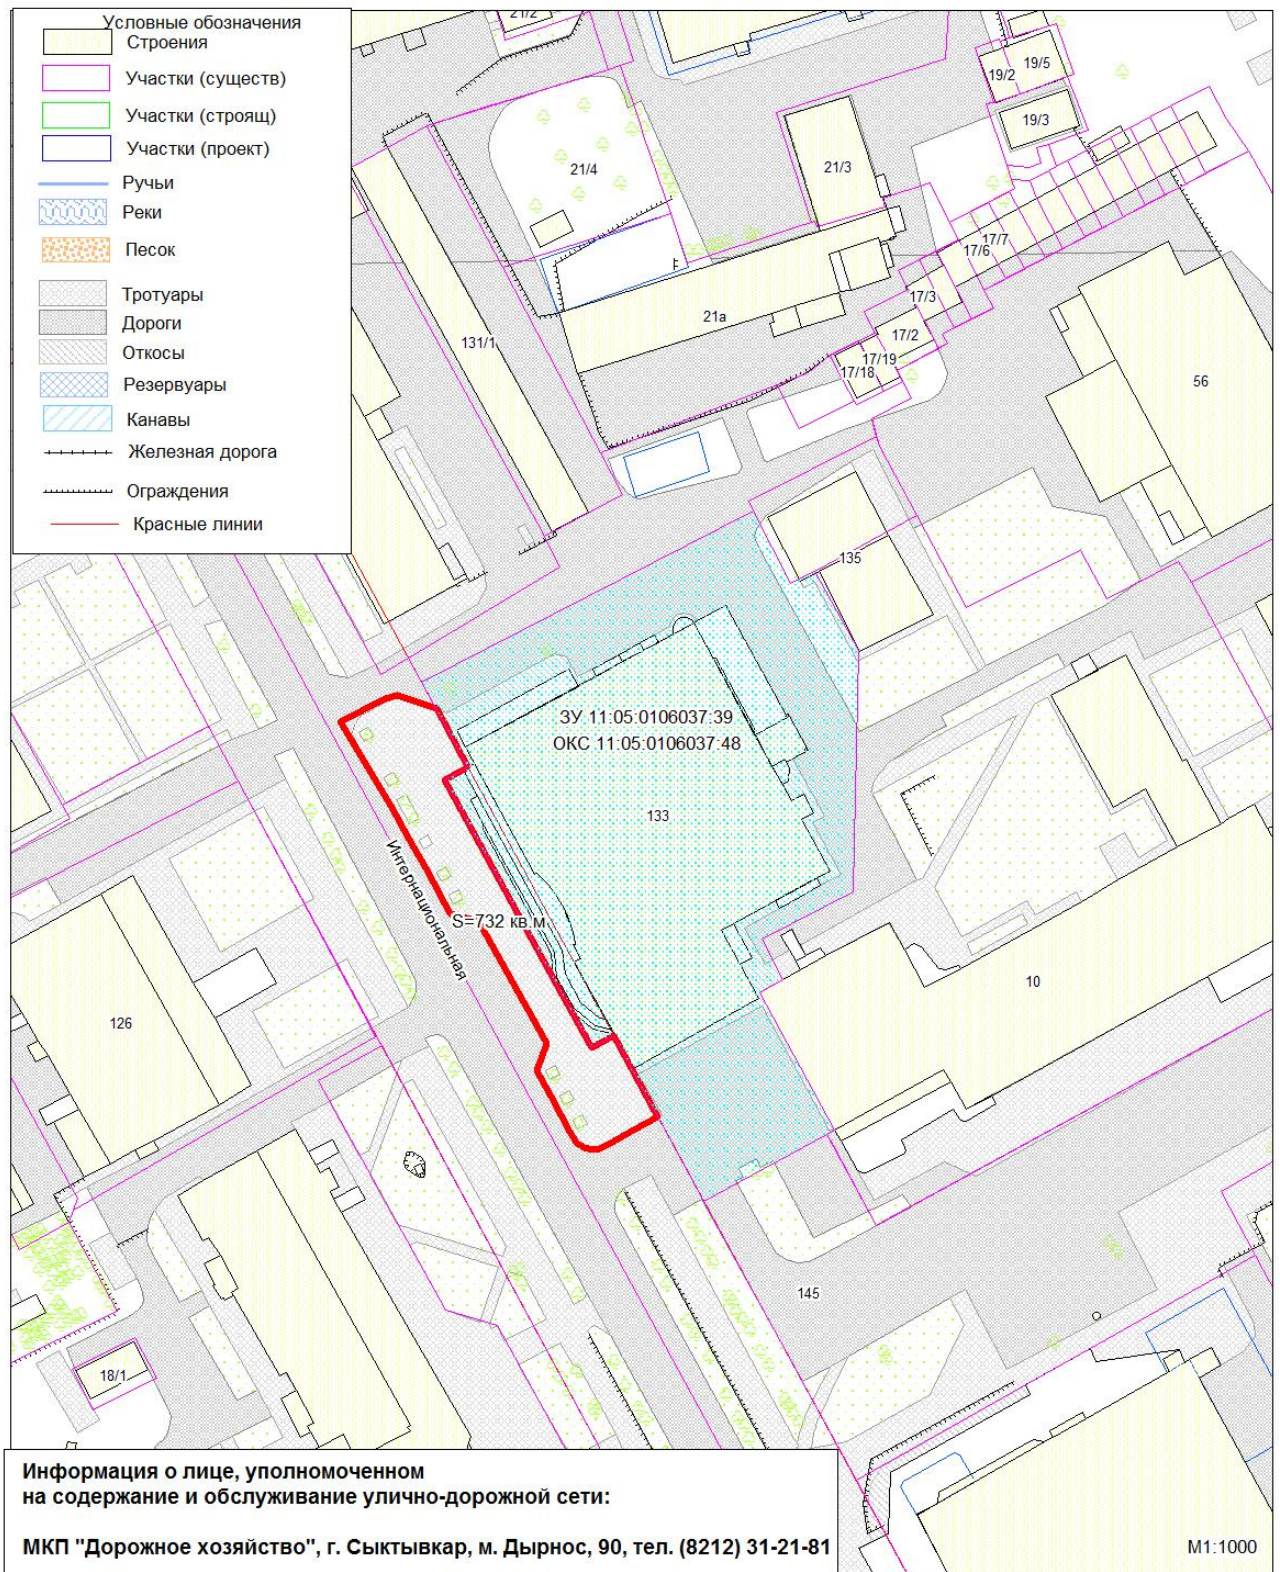 Условные обозначения
Строения
Участки (существ)
Участки (строящ)
Участки (проект)
Ручьи
Реки
Песок
Тротуары
Дороги
Откосы
Резервуары
Канавы
Железная дорога
Ограждения
Красные линии
21/2
19/2
19/5
19/3
21/4
21/3
17/7
17/6
17/3
21а
17/2
131/1
17/19
17/18
56
135
ЗУ 11:05:0106037:39
ОКС 11:05:0106037:48
133
Интернациональная
S=732 кв.м
10
126
145
18/1
Информация о лице, уполномоченном
на содержание и обслуживание улично-дорожной сети:
МКП "Дорожное хозяйство", г. Сыктывкар, м. Дырнос, 90, тел. (8212) 31-21-81
М1:1000